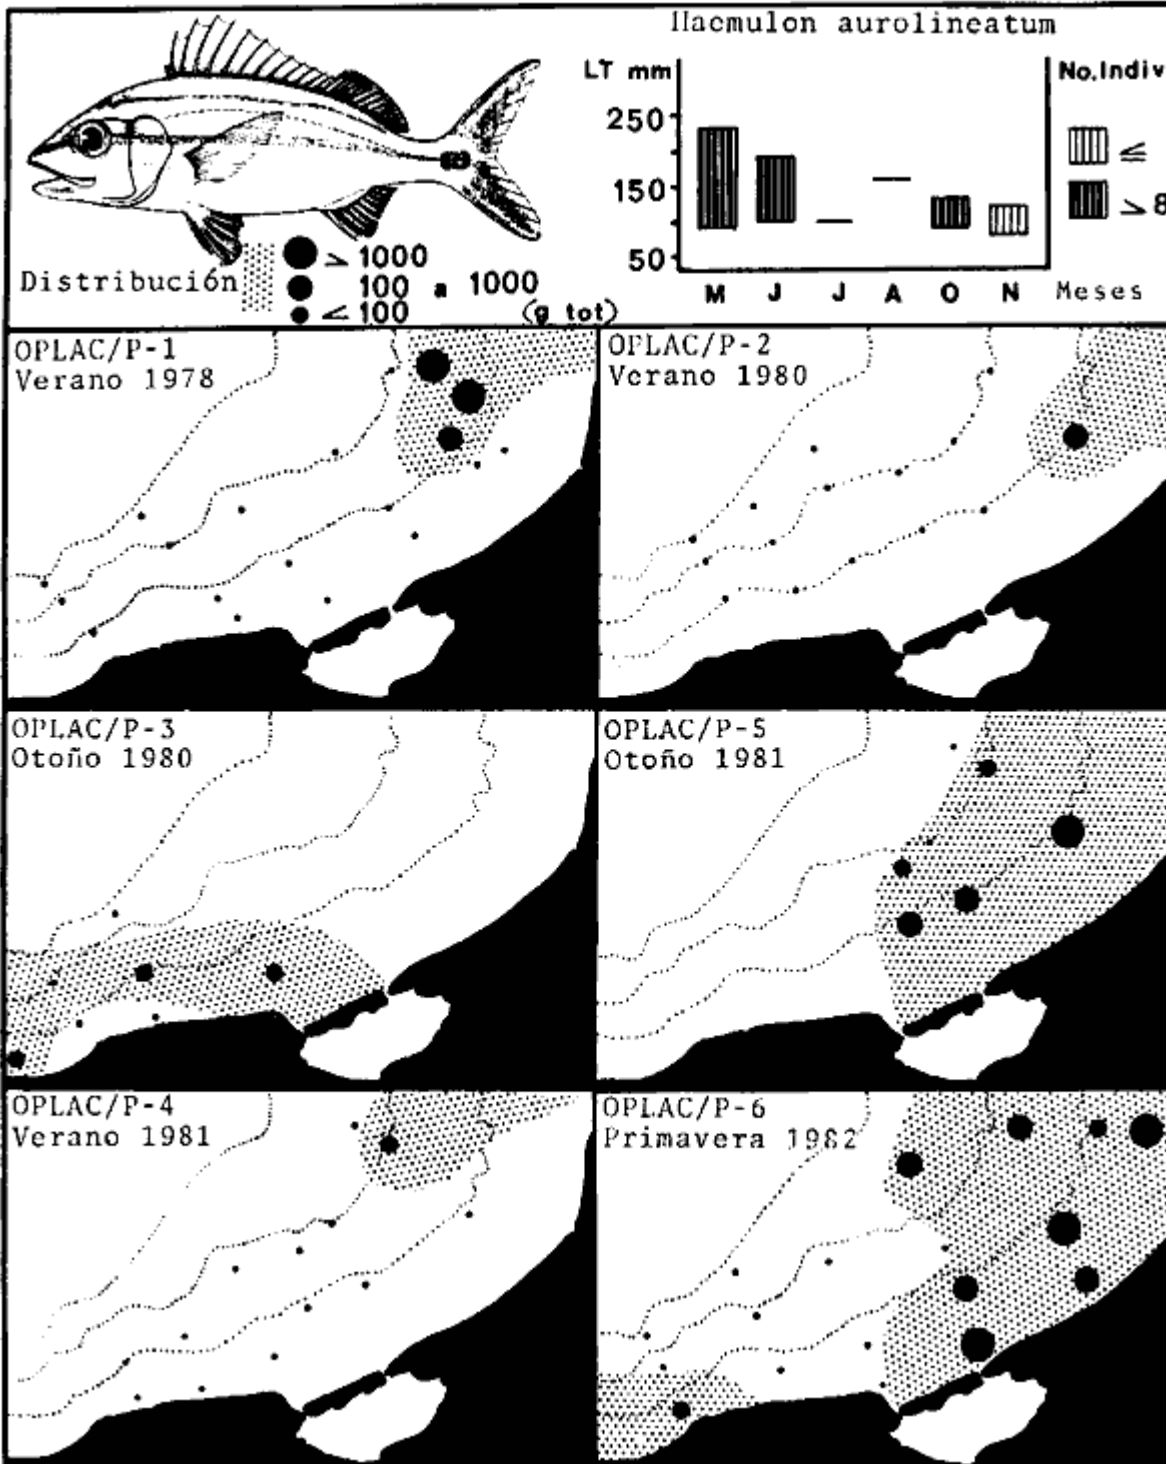 Haemulon aurolineatum
LT mm
No.Indiv
250
150
50
≤
> 8
M J J A O N Meses
Distribución
> 1000
100 a 1000
≤ 100 (g tot)
OPLAC/P-1
Verano 1978
OPLAC/P-2
Verano 1980
OPLAC/P-3
Otoño 1980
OPLAC/P-5
Otoño 1981
OPLAC/P-4
Verano 1981
OPLAC/P-6
Primavera 1982